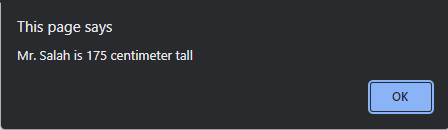 This page says
Mr. Salah is 175 centimeter tall
OK